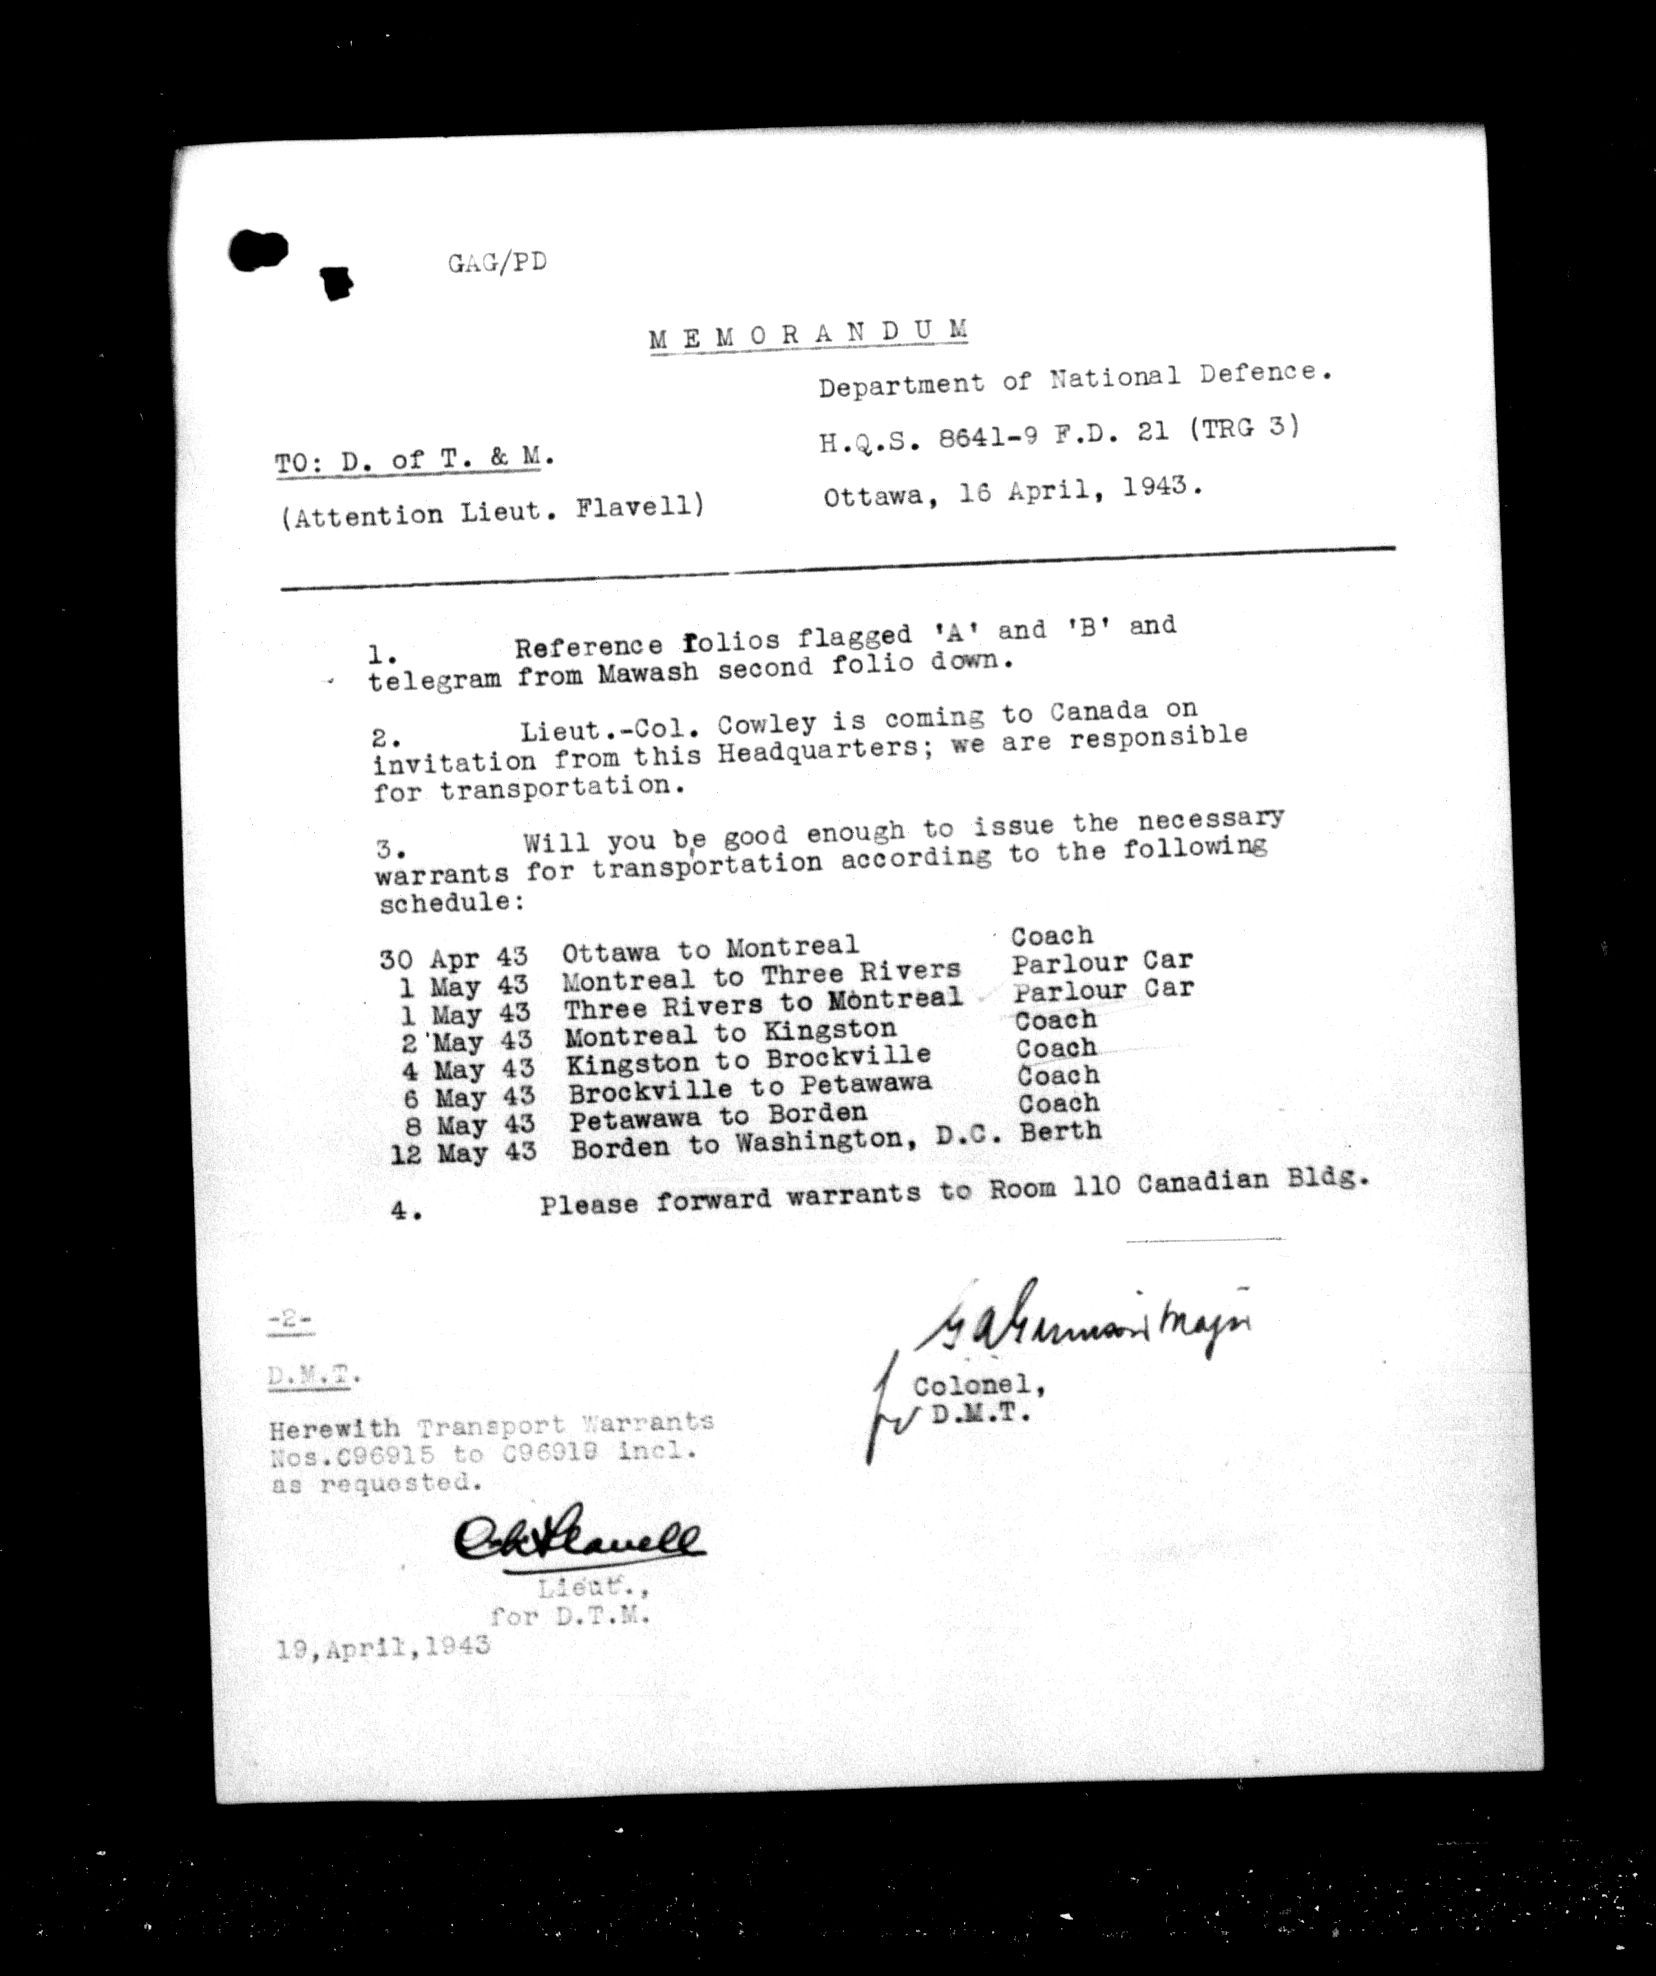 GAG/PD
MEMORANDUM
Department of National Defence.
H.Q.S. 8641-9 F.D. 21 (TRG 3)
TO: D. of T. & M.
(Attention Lieut. Flavell)
Ottawa, 16 April, 1943.
1. Reference folios flagged 'A' and 'B' and
telegram from Mawash second folio down.
2. Lieut.-Col. Cowley is coming to Canada on
invitation from this Headquarters; we are responsible
for transportation.
3. Will you be good enough to issue the necessary
warrants for transportation according to the following
schedule:
30 Apr 43 Ottawa to Montreal Coach
1 May 43 Montreal to Three Rivers Parlour Car
1 May 43 Three Rivers to Montreal Parlour Car
2 May 43 Montreal to Kingston Coach
4 May 43 Kingston to Brockville Coach
6 May 43 Brockville to Petawawa Coach
8 May 43 Petawawa to Borden Coach
12 May 43 Borden to Washington, D.C. Berth
4. Please forward warrants to Room 110 Canadian Bldg.
Major
for Colonel,
D.M.T.
-2-
D.M.T.
Herewith Transport Warrants
Nos.C96915 to C96919 incl.
as requested.
Flavell
Lieut.,
for D.T.M.
19,April,1943